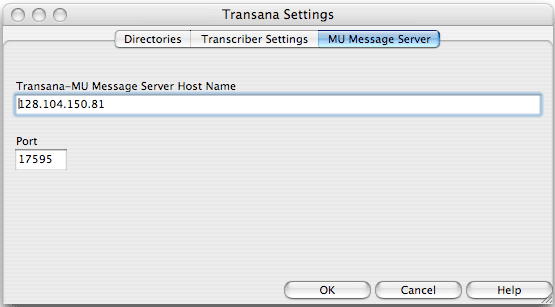 Transana Settings
Directories Transcriber Settings MU Message Server
Transana-MU Message Server Host Name
128.104.150.81
Port
17595
OK Cancel Help